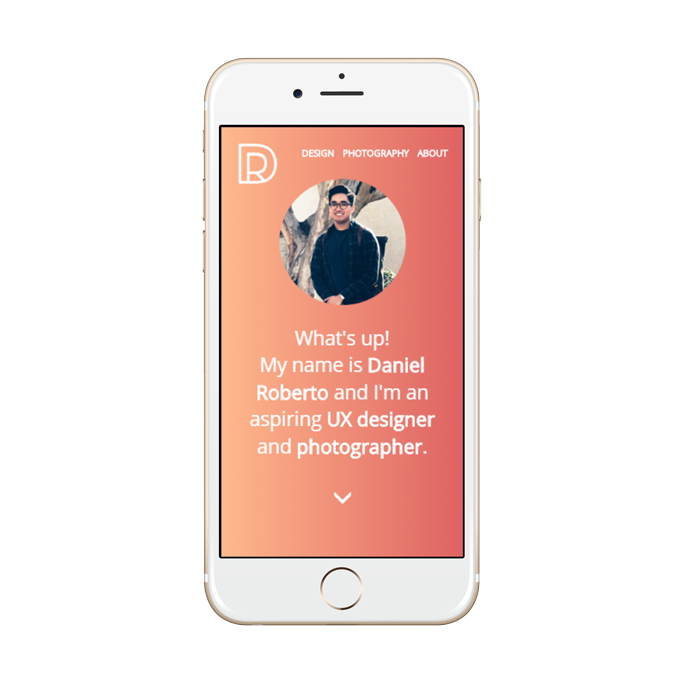 DR
DESIGN PHOTOGRAPHY ABOUT
What's up!
My name is Daniel
Roberto and I'm an
aspiring UX designer
and photographer.